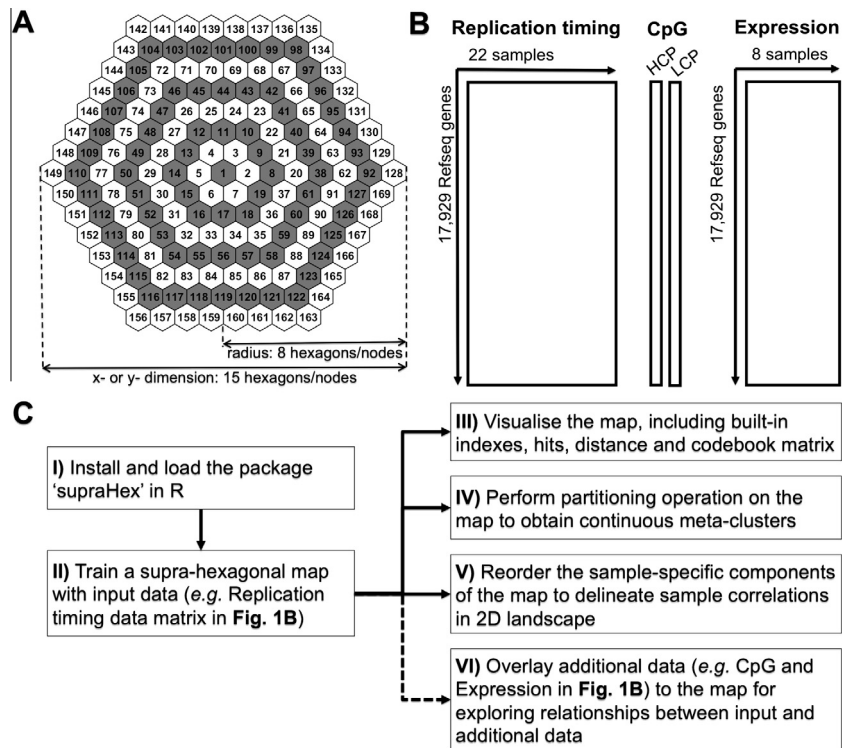 A
142 141 140 139 138 137 136 135
143 104 103 102 101 100 99 98 134
144 105 72 71 70 69 68 67 97 133
145 106 73 46 45 44 43 42 66 96 132
146 107 74 47 26 25 24 23 41 65 95 131
147 108 75 48 27 12 11 10 22 40 64 94 130
148 109 76 49 28 13 4 3 9 21 39 63 93 129
149 110 77 50 29 14 5 1 2 8 20 38 62 92 128
150 111 78 51 30 15 6 7 19 37 61 91 127 169
151 112 79 52 31 16 17 18 36 60 90 126 168
152 113 80 53 32 33 34 35 59 89 125 167
153 114 81 54 55 56 57 58 88 124 166
154 115 82 83 84 85 86 87 123 165
155 116 117 118 119 120 121 122 164
156 157 158 159 160 161 162 163
radius: 8 hexagons/nodes
x- or y- dimension: 15 hexagons/nodes
B
Replication timing
22 samples
17,929 Refseq genes
CpG
HCP
LCP
Expression
8 samples
17,929 Refseq genes
C
I) Install and load the package
‘supraHex’ in R
II) Train a supra-hexagonal map
with input data (e.g. Replication
timing data matrix in Fig. 1B)
III) Visualise the map, including built-in
indexes, hits, distance and codebook matrix
IV) Perform partitioning operation on the
map to obtain continuous meta-clusters
V) Reorder the sample-specific components
of the map to delineate sample correlations
in 2D landscape
VI) Overlay additional data (e.g. CpG and
Expression in Fig. 1B) to the map for
exploring relationships between input and
additional data